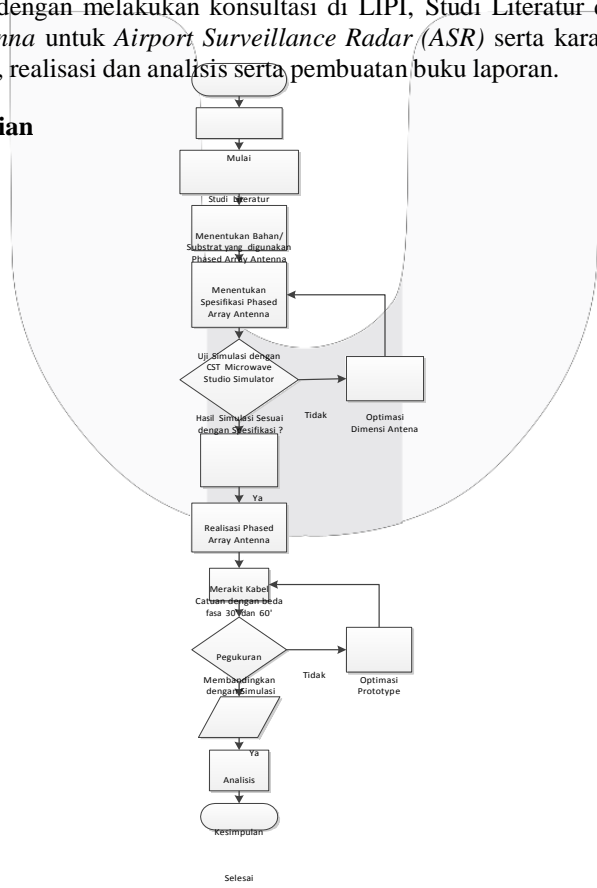 dengan melakukan konsultasi di LIPI, Studi Literatur
nna untuk Airport Surveillance Radar (ASR) serta kara
, realisasi dan analisis serta pembuatan buku laporan.
ian
Mulai
Studi Literatur
Menentukan Bahan/
Substrat yang digunakan
Phased Array Antenna
Menentukan
Spesifikasi Phased
Array Antenna
Uji Simulasi dengan
CST Microwave
Studio Simulator
Hasil Simulasi Sesuai
dengan Spesifikasi ?
Tidak
Optimasi
Dimensi Antena
Ya
Realisasi Phased
Array Antenna
Merakit Kabel
Catuan dengan beda
fasa 30' dan 60'
Pegukuran
Membandingkan
dengan Simulasi
Tidak
Optimasi
Prototype
Ya
Analisis
Kesimpulan
Selesai